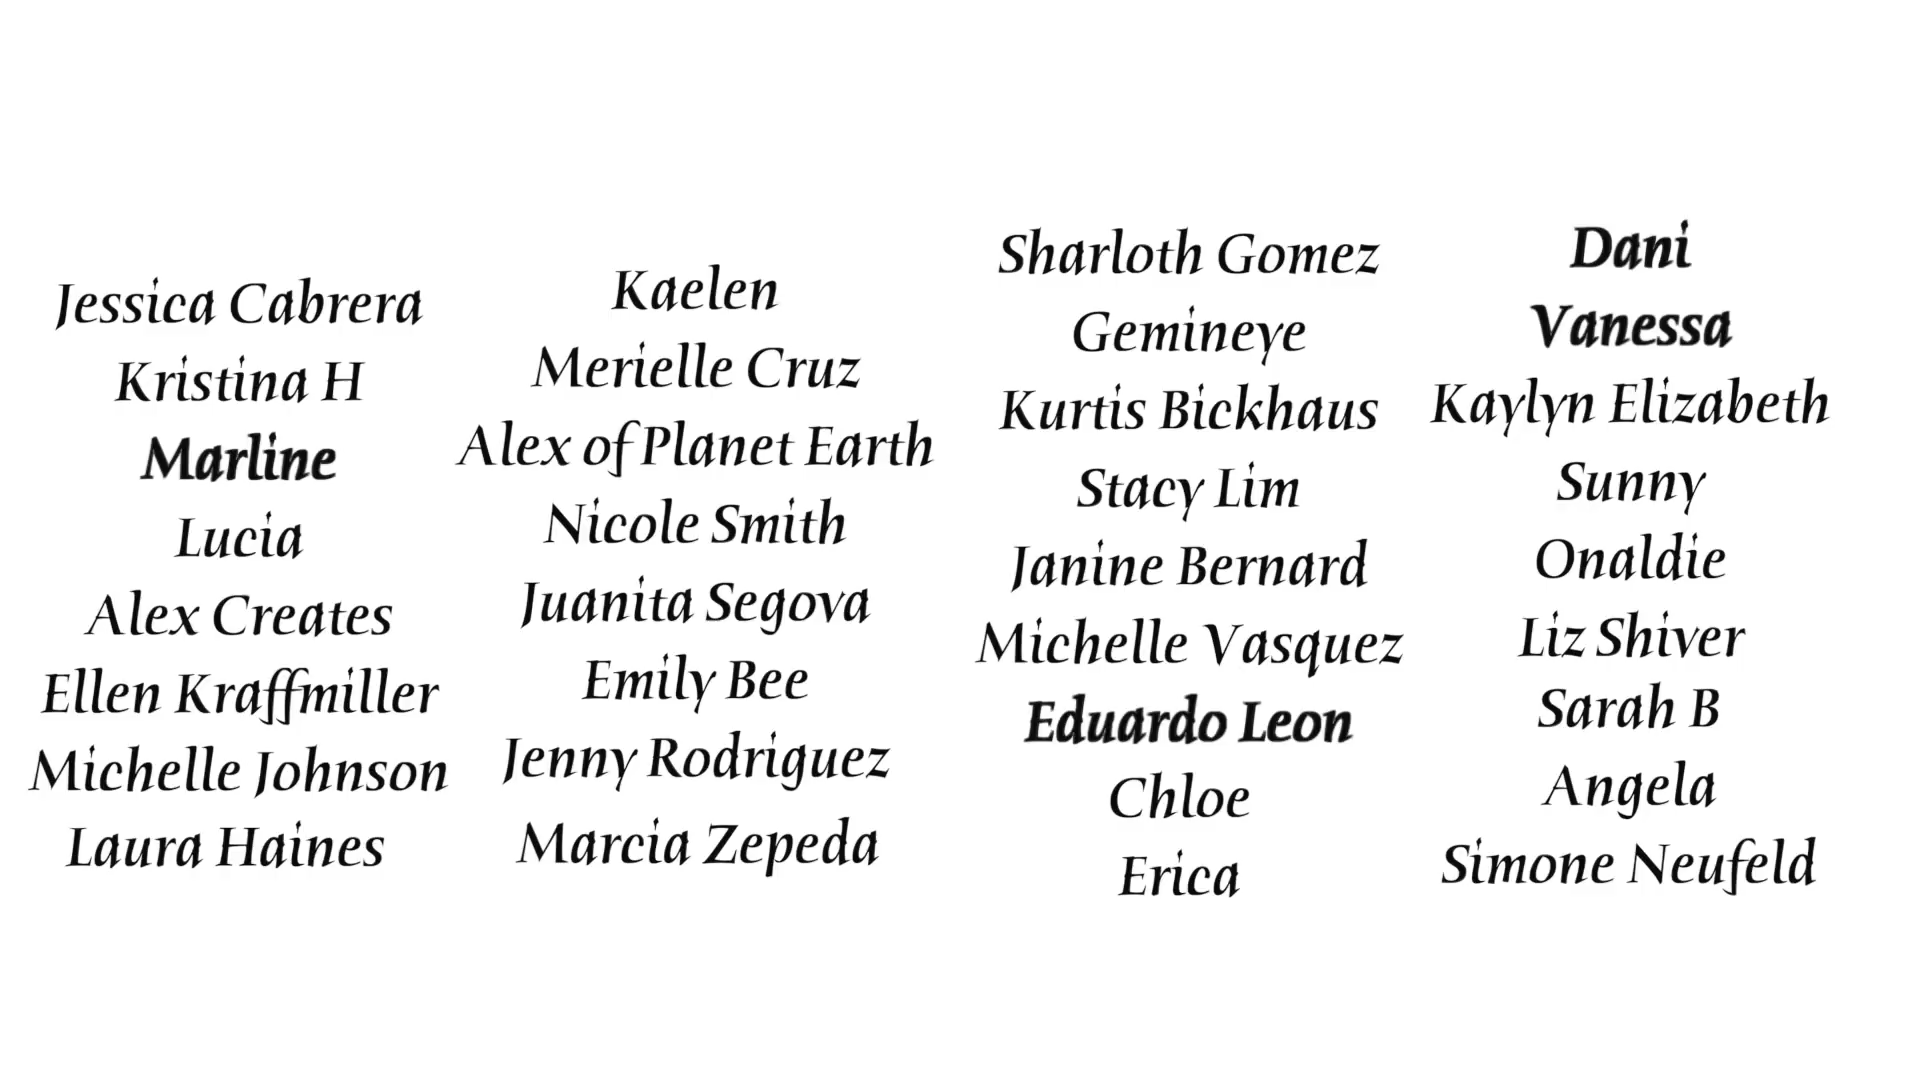 Jessica Cabrera
Kristina H
Marline
Lucia
Alex Creates
Ellen Kraffmiller
Michelle Johnson
Laura Haines
Kaelen
Merielle Cruz
Alex of Planet Earth
Nicole Smith
Juanita Segova
Emily Bee
Jenny Rodriguez
Marcia Zepeda
Sharloth Gomez
Gemineye
Kurtis Bickhaus
Stacy Lim
Janine Bernard
Michelle Vasquez
Eduardo Leon
Chloe
Erica
Dani
Vanessa
Kaylyn Elizabeth
Sunny
Onaldie
Liz Shiver
Sarah B
Angela
Simone Neufeld